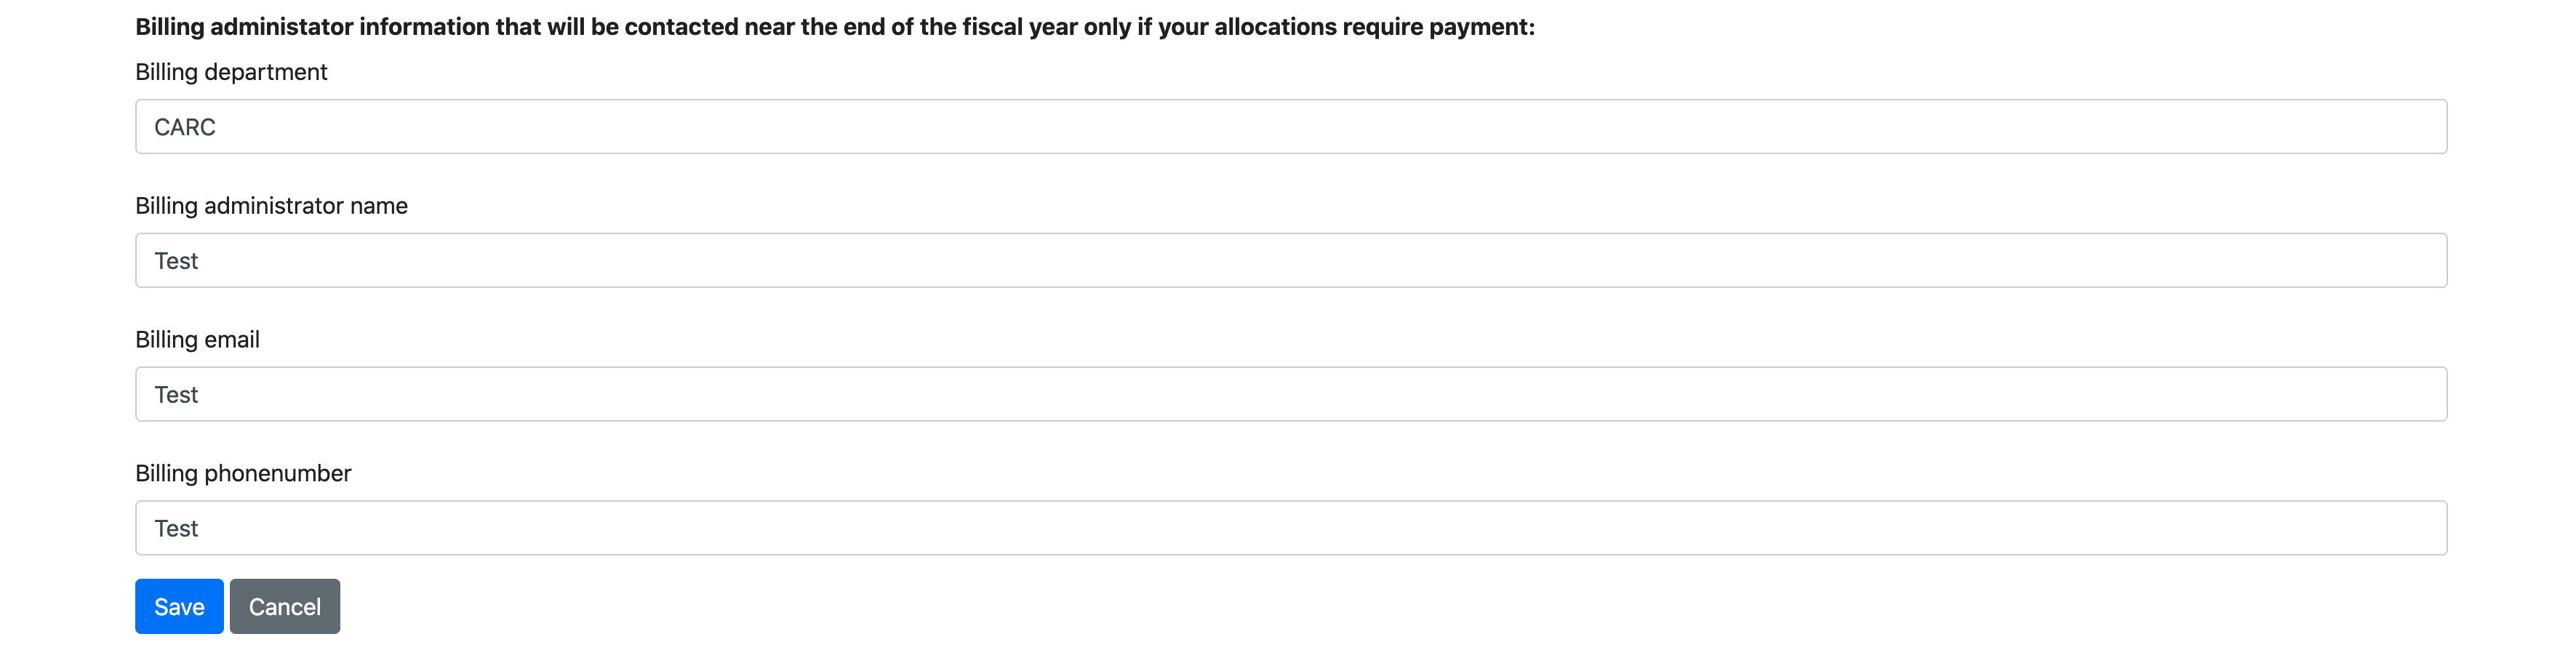 Billing administator information that will be contacted near the end of the fiscal year only if your allocations require payment:
Billing department
CARC
Billing administrator name
Test
Billing email
Test
Billing phonenumber
Test
Save Cancel